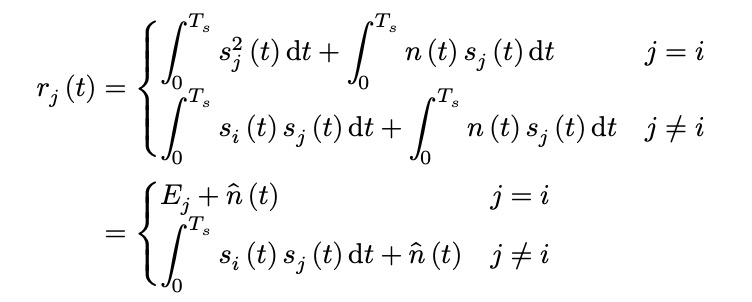 r_j (t) = { ∫_0^{T_s} s_j^2 (t) dt + ∫_0^{T_s} n (t) s_j (t) dt   j = i
∫_0^{T_s} s_i (t) s_j (t) dt + ∫_0^{T_s} n (t) s_j (t) dt   j ≠ i
= { E_j + n̂ (t)   j = i
∫_0^{T_s} s_i (t) s_j (t) dt + n̂ (t)   j ≠ i